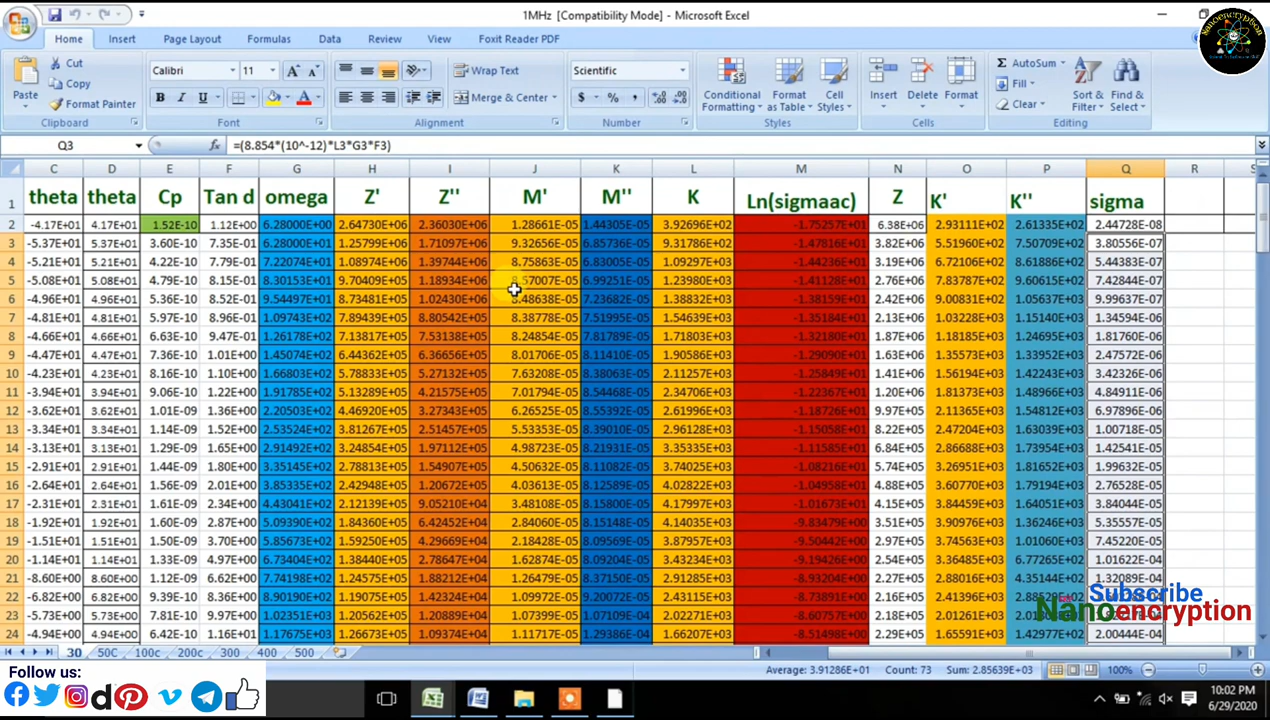 1MHz [Compatibility Mode] - Microsoft Excel
Nanoencryption
Home Insert Page Layout Formulas Data Review View Foxit Reader PDF
Paste Cut Copy Format Painter Calibri 11 Wrap Text Merge & Center Scientific Conditional Formatting Format as Table Cell Styles Insert Delete Format AutoSum Fill Clear Sort & Filter Find & Select
Clipboard Font Alignment Number Styles Cells Editing
Q3 fx =(8.854*(10^-12)*L3*G3*F3)
C D E F G H I J K L M N O P Q R S
1 theta theta Cp Tan d omega Z' Z'' M' M'' K Ln(sigmaac) Z K' K'' sigma
2 -4.17E+01 4.17E+01 1.52E-10 1.12E+00 6.28000E+00 2.64730E+06 2.36030E+06 1.28661E-05 1.44305E-05 3.92696E+02 -1.75257E+01 6.38E+06 2.93111E+02 2.61335E+02 2.44728E-08
3 -5.37E+01 5.37E+01 3.60E-10 7.35E-01 6.28000E+01 1.25799E+06 1.71097E+06 9.32656E-05 6.85736E-05 9.31786E+02 -1.47816E+01 3.82E+06 5.51960E+02 7.50709E+02 3.80556E-07
4 -5.21E+01 5.21E+01 4.22E-10 7.79E-01 7.22074E+01 1.08974E+06 1.39744E+06 8.75863E-05 6.83005E-05 1.09297E+03 -1.44236E+01 3.19E+06 6.72106E+02 8.61886E+02 5.44383E-07
5 -5.08E+01 5.08E+01 4.79E-10 8.15E-01 8.30153E+01 9.70409E+05 1.18934E+06 6.99251E-05 1.23980E+03 -1.41128E+01 2.76E+06 7.83787E+02 9.60615E+02 7.42844E-07
6 -4.96E+01 4.96E+01 5.36E-10 8.52E-01 9.54497E+01 8.73481E+05 1.02430E+06 7.23682E-05 1.38832E+03 -1.38159E+01 2.42E+06 9.00831E+02 1.05637E+03 9.99637E-07
7 -4.81E+01 4.81E+01 5.97E-10 8.96E-01 1.09743E+02 7.89439E+05 8.80542E+05 8.38778E-05 7.51995E-05 1.54639E+03 -1.35184E+01 2.13E+06 1.03228E+03 1.15140E+03 1.34594E-06
8 -4.66E+01 4.66E+01 6.63E-10 9.47E-01 1.26178E+02 7.13817E+05 7.53138E+05 8.24854E-05 7.81789E-05 1.71803E+03 -1.32180E+01 1.87E+06 1.18185E+03 1.24695E+03 1.81760E-06
9 -4.47E+01 4.47E+01 7.36E-10 1.01E+00 1.45074E+02 6.44362E+05 6.36656E+05 8.01706E-05 8.11410E-05 1.90586E+03 -1.29090E+01 1.63E+06 1.35573E+03 1.33952E+03 2.47572E-06
10 -4.23E+01 4.23E+01 8.16E-10 1.10E+00 1.66803E+02 5.78833E+05 5.27132E+05 7.63208E-05 8.38063E-05 2.11257E+03 -1.25849E+01 1.41E+06 1.56202E+03 1.42243E+03 3.42326E-06
11 -3.94E+01 3.94E+01 9.06E-10 1.22E+00 1.91785E+02 5.13289E+05 4.21575E+05 7.01794E-05 8.54468E-05 2.34706E+03 -1.22367E+01 1.20E+06 1.81373E+03 1.48966E+03 4.84911E-06
12 -3.62E+01 3.62E+01 1.01E-09 1.36E+00 2.20503E+02 4.46920E+05 3.27343E+05 6.26525E-05 8.55392E-05 2.61996E+03 -1.18726E+01 9.97E+05 2.11365E+03 1.54812E+03 6.97896E-06
13 -3.34E+01 3.34E+01 1.14E-09 1.52E+00 2.53524E+02 3.81267E+05 2.51457E+05 5.53353E-05 8.39010E-05 2.96128E+03 -1.15058E+01 8.22E+05 2.47204E+03 1.63039E+03 1.00718E-05
14 -3.13E+01 3.13E+01 1.29E-09 1.68E+00 2.91492E+02 3.24854E+05 1.97112E+05 4.98723E-05 8.21931E-05 3.35335E+03 -1.11585E+01 6.84E+05 2.86688E+03 1.73955E+03 1.42541E-05
15 -2.91E+01 2.91E+01 1.44E-09 1.80E+00 3.35145E+02 2.78813E+05 1.54907E+05 4.50632E-05 8.11082E-05 3.74025E+03 -1.08216E+01 5.74E+05 3.26951E+03 1.81652E+03 1.99632E-05
16 -2.64E+01 2.64E+01 1.56E-09 2.01E+00 3.85335E+02 2.42948E+05 1.20672E+05 4.03613E-05 8.12589E-05 4.02822E+03 -1.04958E+01 4.88E+05 3.60770E+03 1.79194E+03 2.76528E-05
17 -2.31E+01 2.31E+01 1.61E-09 2.34E+00 4.43041E+02 2.12139E+05 9.05210E+04 3.48108E-05 8.15800E-05 4.17997E+03 -1.01673E+01 4.15E+05 3.84459E+03 1.64051E+03 3.84044E-05
18 -1.92E+01 1.92E+01 1.60E-09 2.87E+00 5.09390E+02 1.84360E+05 6.42452E+04 2.84060E-05 8.15148E-05 4.14035E+03 -9.83479E+00 3.51E+05 3.90976E+03 1.36246E+03 5.35557E-05
19 -1.51E+01 1.51E+01 1.50E-09 3.70E+00 5.85673E+02 1.59250E+05 4.29669E+04 2.18428E-05 8.09569E-05 3.87957E+03 -9.50442E+00 2.97E+05 3.74563E+03 1.01060E+03 7.45220E-05
20 -1.14E+01 1.14E+01 1.33E-09 4.97E+00 6.73404E+02 1.38440E+05 2.78647E+04 1.62874E-05 8.09204E-05 3.43234E+03 -9.19426E+00 2.54E+05 3.36485E+03 6.77265E+02 1.01622E-04
21 -8.60E+00 8.60E+00 1.12E-09 6.62E+00 7.74198E+02 1.24575E+05 1.88212E+04 1.26479E-05 8.37150E-05 2.91285E+03 -8.93204E+00 2.27E+05 2.88016E+03 4.35144E+02 1.32089E-04
22 -6.82E+00 6.82E+00 9.39E-10 8.36E+00 8.90190E+02 1.19075E+05 1.42324E+04 1.09972E-05 9.20072E-05 2.43115E+03 -8.73891E+00 2.16E+05 2.41396E+03
23 -5.73E+00 5.73E+00 7.81E-10 9.97E+00 1.02351E+03 1.20531E+05 1.20885E+04 1.07399E-05 1.07109E-04 2.02271E+03 -8.60757E+00 2.18E+05 2.01263E+03
24 -4.94E+00 4.94E+00 6.42E-10 1.16E+01 1.17675E+03 1.26673E+05 1.09374E+04 1.11717E-05 1.29386E-04 1.66207E+03 -8.51498E+00 2.29E+05 1.65591E+03 1.42977E+02 2.00444E-04
Subscribe
Nanoencryption
30 50C 100c 200c 300 400 500
Average: 3.91286E+01 Count: 73 Sum: 2.85639E+03 100%
Follow us:
10:02 PM
6/29/2020